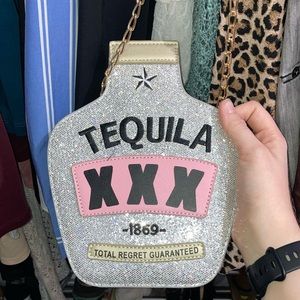 TEQUILA
XXX
-1869-
TOTAL REGRET GUARANTEED